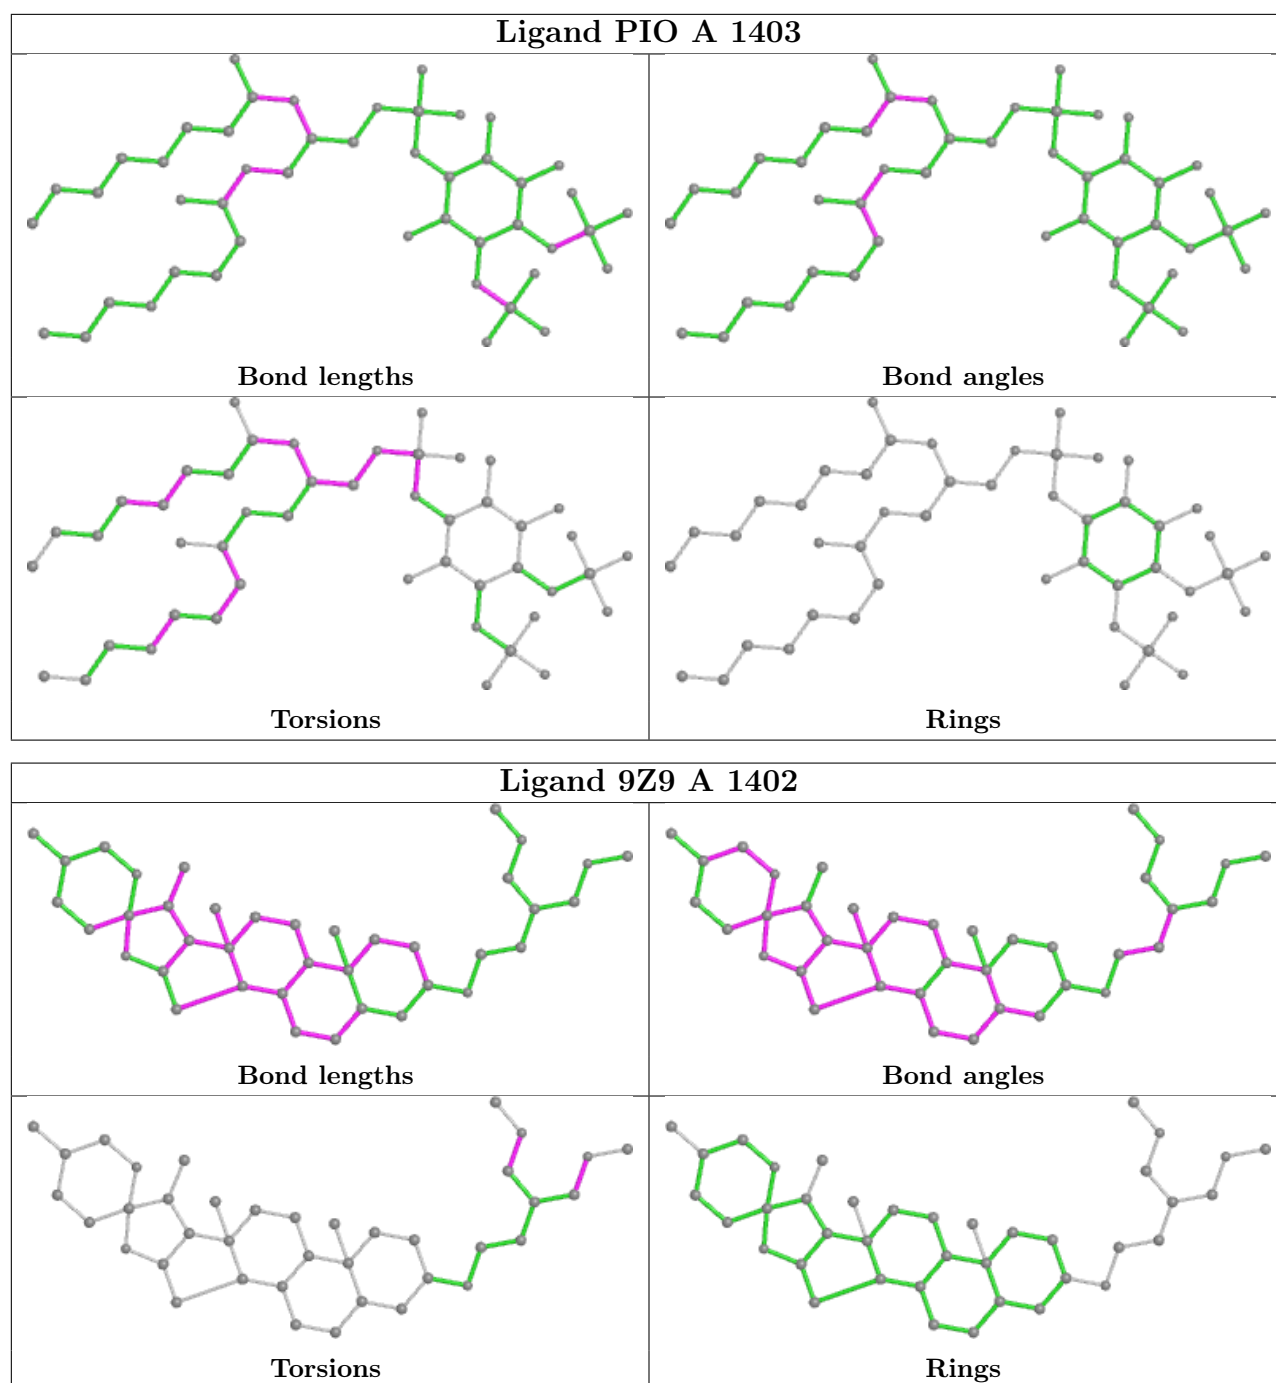 Ligand PIO A 1403
Bond lengths
Bond angles
Torsions
Rings
Ligand 9Z9 A 1402
Bond lengths
Bond angles
Torsions
Rings